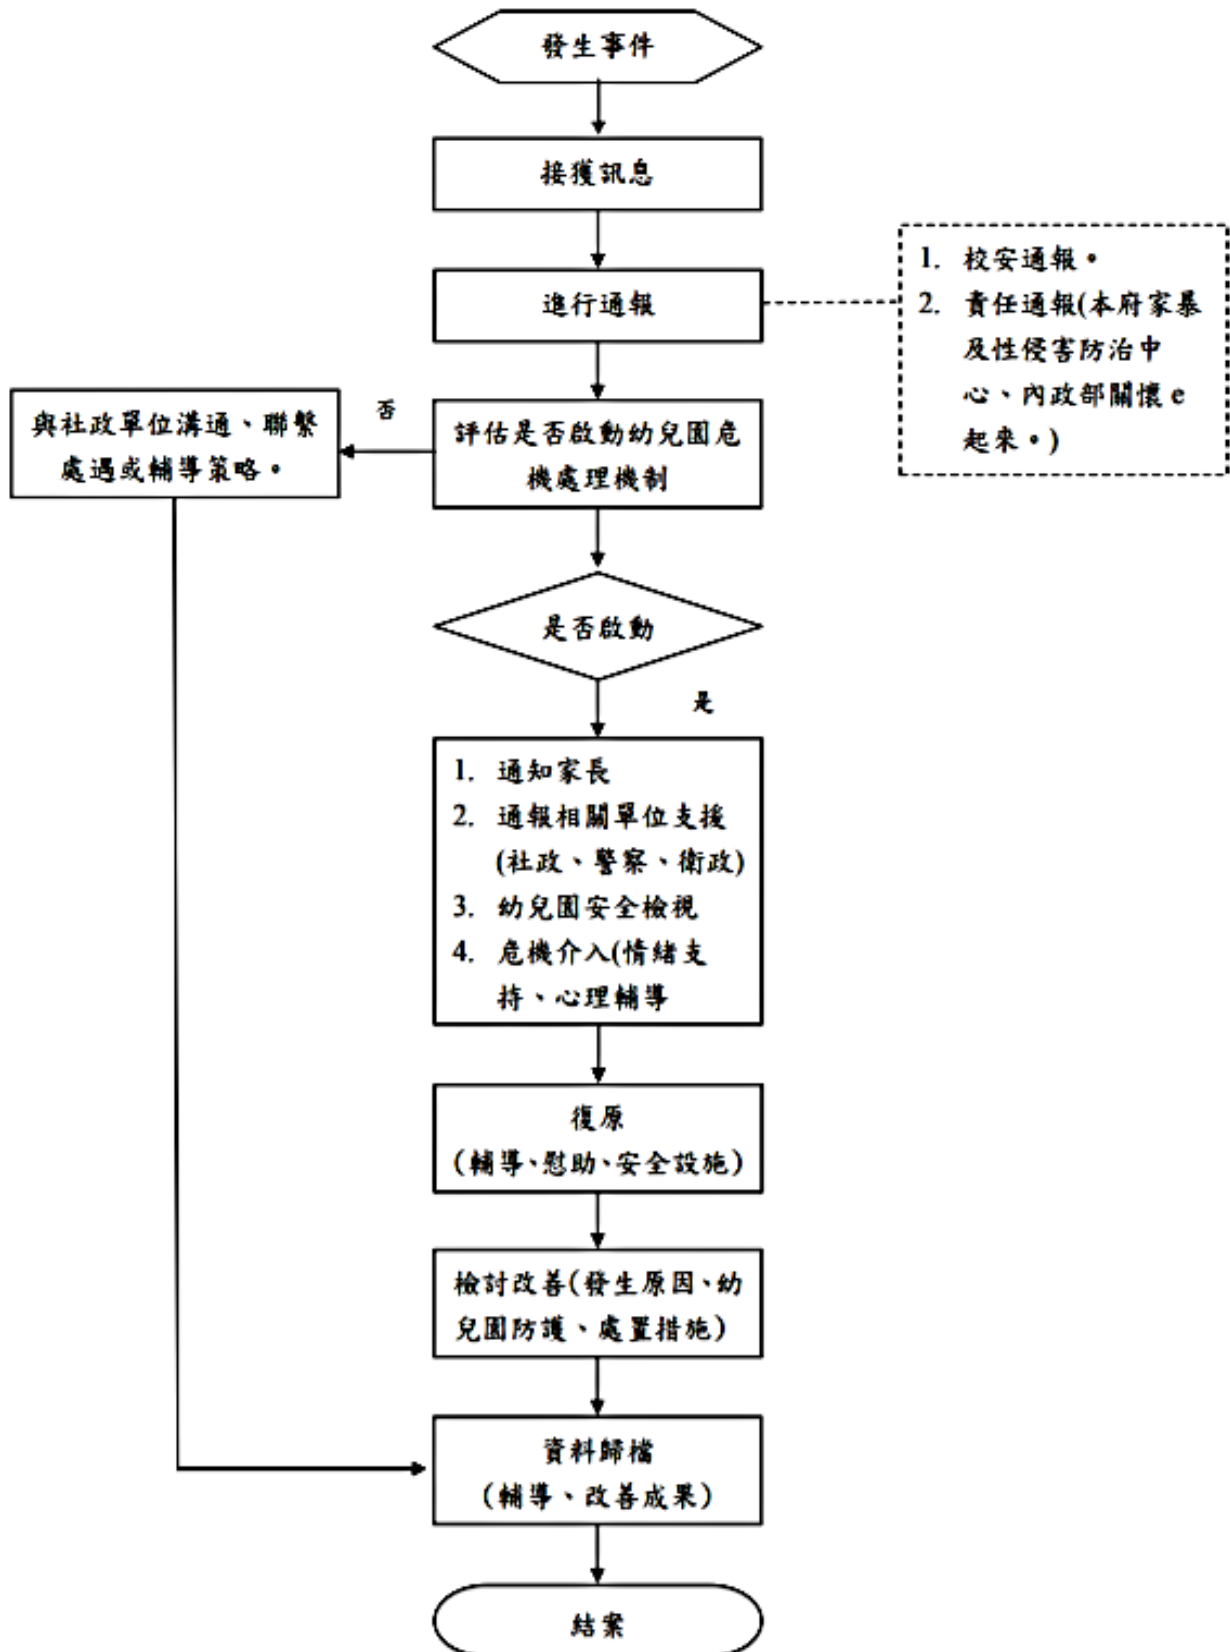 發生事件
接獲訊息
進行通報
1. 校安通報。
2. 責任通報(本府家暴
及性侵害防治中
心、內政部關懷 e
起來。)
否
與社政單位溝通、聯繫
處遇或輔導策略。
評估是否啟動幼兒園危
機處理機制
是否啟動
是
1. 通知家長
2. 通報相關單位支援
(社政、警察、衛政)
3. 幼兒園安全檢視
4. 危機介入(情緒支
持、心理輔導
復原
(輔導、慰助、安全設施)
檢討改善(發生原因、幼
兒園防護、處置措施)
資料歸檔
(輔導、改善成果)
結案